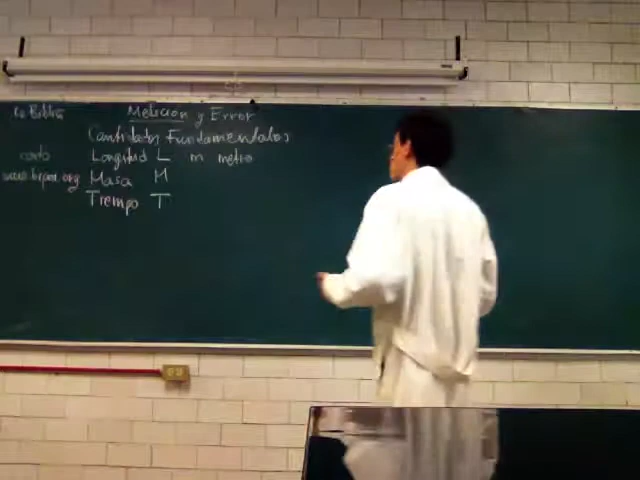 Medicion y Error
Cantidades Fundamentales
Longitud L m metro
Masa M
Tiempo T